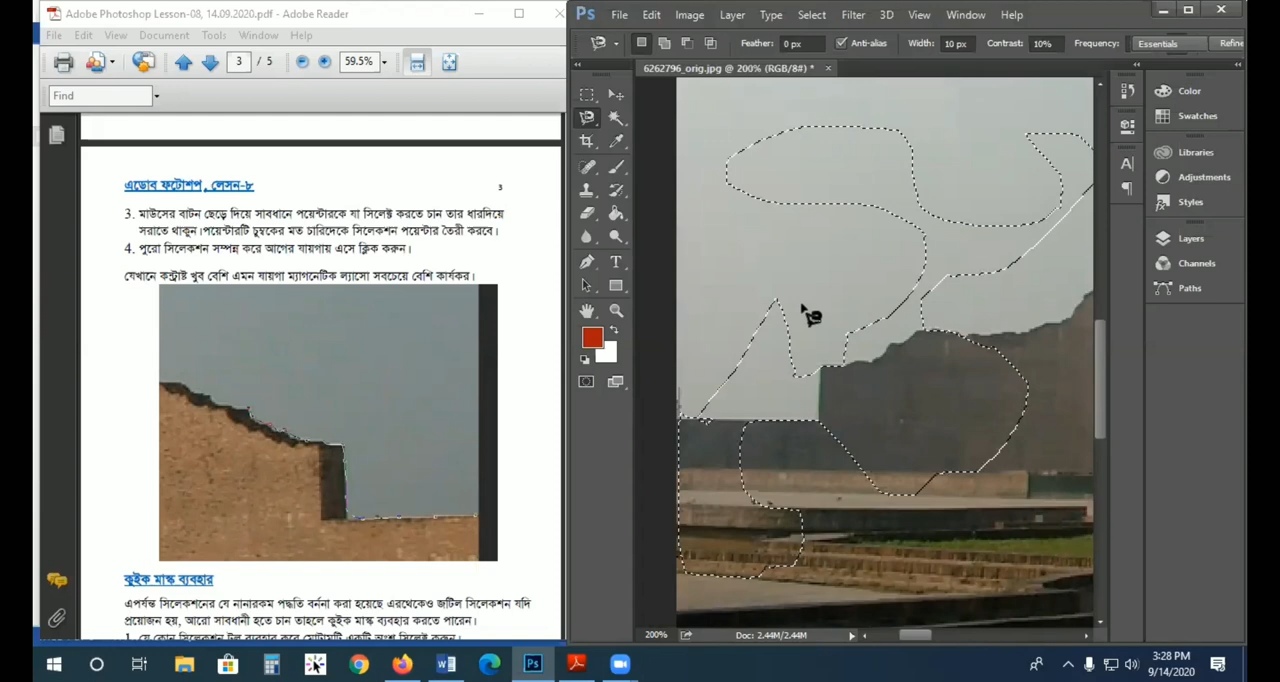 Adobe Photoshop Lesson-08, 14.09.2020.pdf - Adobe Reader
File Edit View Document Tools Window Help
3 / 5 59.5%
Find
এডোব ফটোশপ, লেসন-৮
3
3. মাউসের বাটন ছেড়ে দিয়ে সাবধানে পয়েন্টারকে যা সিলেক্ট করতে চান তার ধারদিয়ে
সরাতে থাকুন।পয়েন্টারটি চুম্বকের মত চারিদিকে সিলেকশন পয়েন্টার তৈরী করবে।
4. পুরো সিলেকশন সম্পন্ন করে আগের যায়গায় এসে ক্লিক করুন।
যেখানে কন্ট্রাষ্ট খুব বেশি এমন যায়গা ম্যাগনেটিক ল্যাসো সবচেয়ে বেশি কার্যকর।
কুইক মাস্ক ব্যবহার
এপর্যন্ত সিলেকশনের যে নানারকম পদ্ধতি বর্ননা করা হয়েছে এরথেকেও জটিল সিলেকশন যদি
প্রয়োজন হয়, আরো সাবধানী হতে চান তাহলে কুইক মাস্ক ব্যবহার করতে পারেন।
1. যে কোন সিলেকশন টুল ব্যবহার করে মোটামুটি একটি অংশ সিলেক্ট করুন।
Ps File Edit Image Layer Type Select Filter 3D View Window Help
Feather: 0 px Anti-alias Width: 10 px Contrast: 10% Frequency: Essentials Refine
6262796_orig.jpg @ 200% (RGB/8#) *
Color
Swatches
Libraries
Adjustments
Styles
Layers
Channels
Paths
200% Doc: 2.44M/2.44M
3:28 PM
9/14/2020